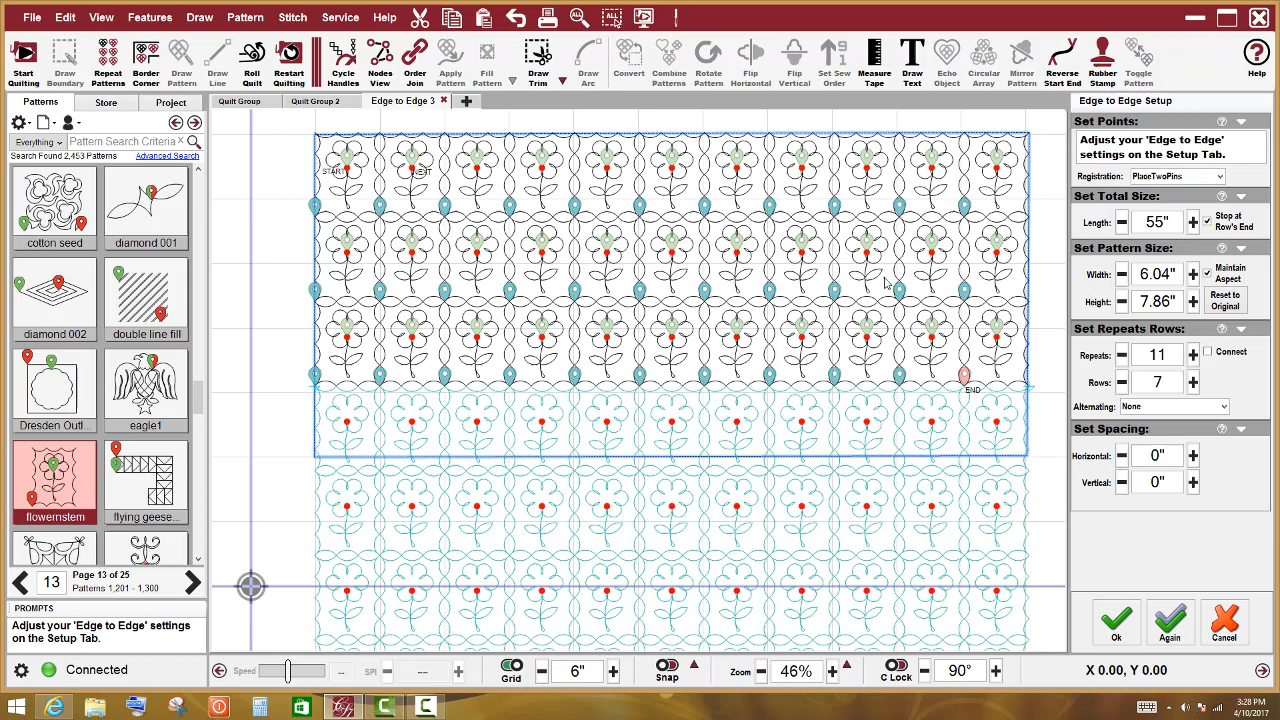 File Edit View Features Draw Pattern Stitch Service Help ALL ALL
Start Quilting Draw Boundary Repeat Patterns Border Corner Draw Pattern Draw Line Roll Quilt Restart Quilting Cycle Handles Nodes View Order Join Apply Pattern Fill Pattern Draw Trim Draw Arc Convert Combine Patterns Rotate Pattern Flip Horizontal Flip Vertical Set Sew Order Measure Tape Draw Text Echo Object Circular Array Mirror Pattern Reverse Start End Rubber Stamp Toggle Pattern Help
Patterns Store Project
Quilt Group Quilt Group 2 Edge to Edge 3
Everything Pattern Search Criteria
Search Found 2,453 Patterns Advanced Search
cotton seed diamond 001
diamond 002 double line fill
Dresden Outl... eagle1
flowernstem flying geese...
13 Page 13 of 25
Patterns 1,201 - 1,300
PROMPTS
Adjust your 'Edge to Edge' settings
on the Setup Tab.
START NEXT
END
Edge to Edge Setup
Set Points:
Adjust your 'Edge to Edge'
settings on the Setup Tab.
Registration: PlaceTwoPins
Set Total Size:
Length: 55" Stop at Row's End
Set Pattern Size:
Width: 6.04" Maintain Aspect
Height: 7.86" Reset to Original
Set Repeats Rows:
Repeats: 11 Connect
Rows: 7
Alternating: None
Set Spacing:
Horizontal: 0"
Vertical: 0"
Ok Again Cancel
Connected Speed -- SPI -- Grid 6" Snap Zoom 46% C Lock 90° X 0.00, Y 0.00
3:28 PM
4/10/2017